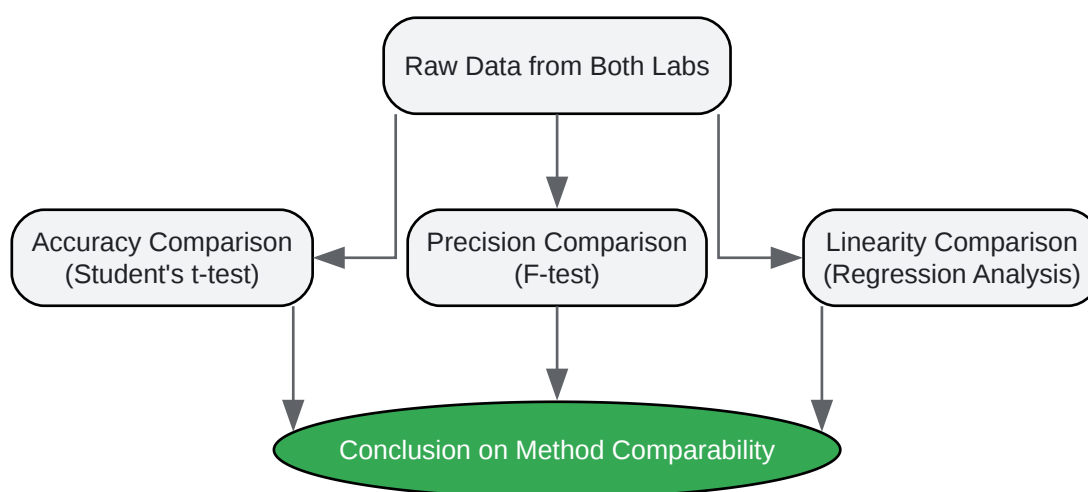 Raw Data from Both Labs
Accuracy Comparison
(Student's t-test)
Precision Comparison
(F-test)
Linearity Comparison
(Regression Analysis)
Conclusion on Method Comparability